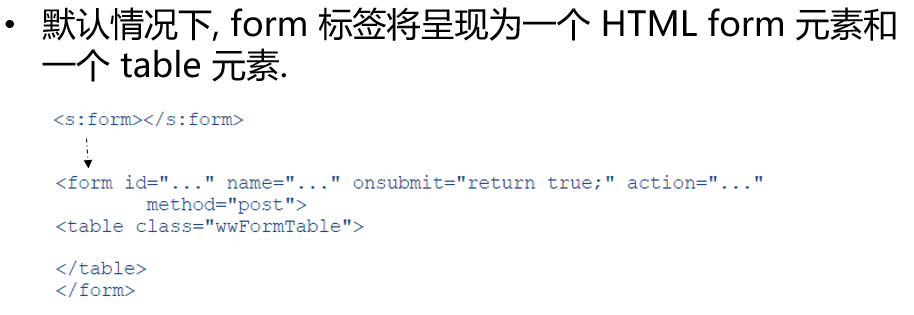 • 默认情况下, form 标签将呈现为一个 HTML form 元素和
一个 table 元素.
<s:form></s:form>
<form id="..." name="..." onsubmit="return true;" action="..."
method="post">
<table class="wwFormTable">
</table>
</form>